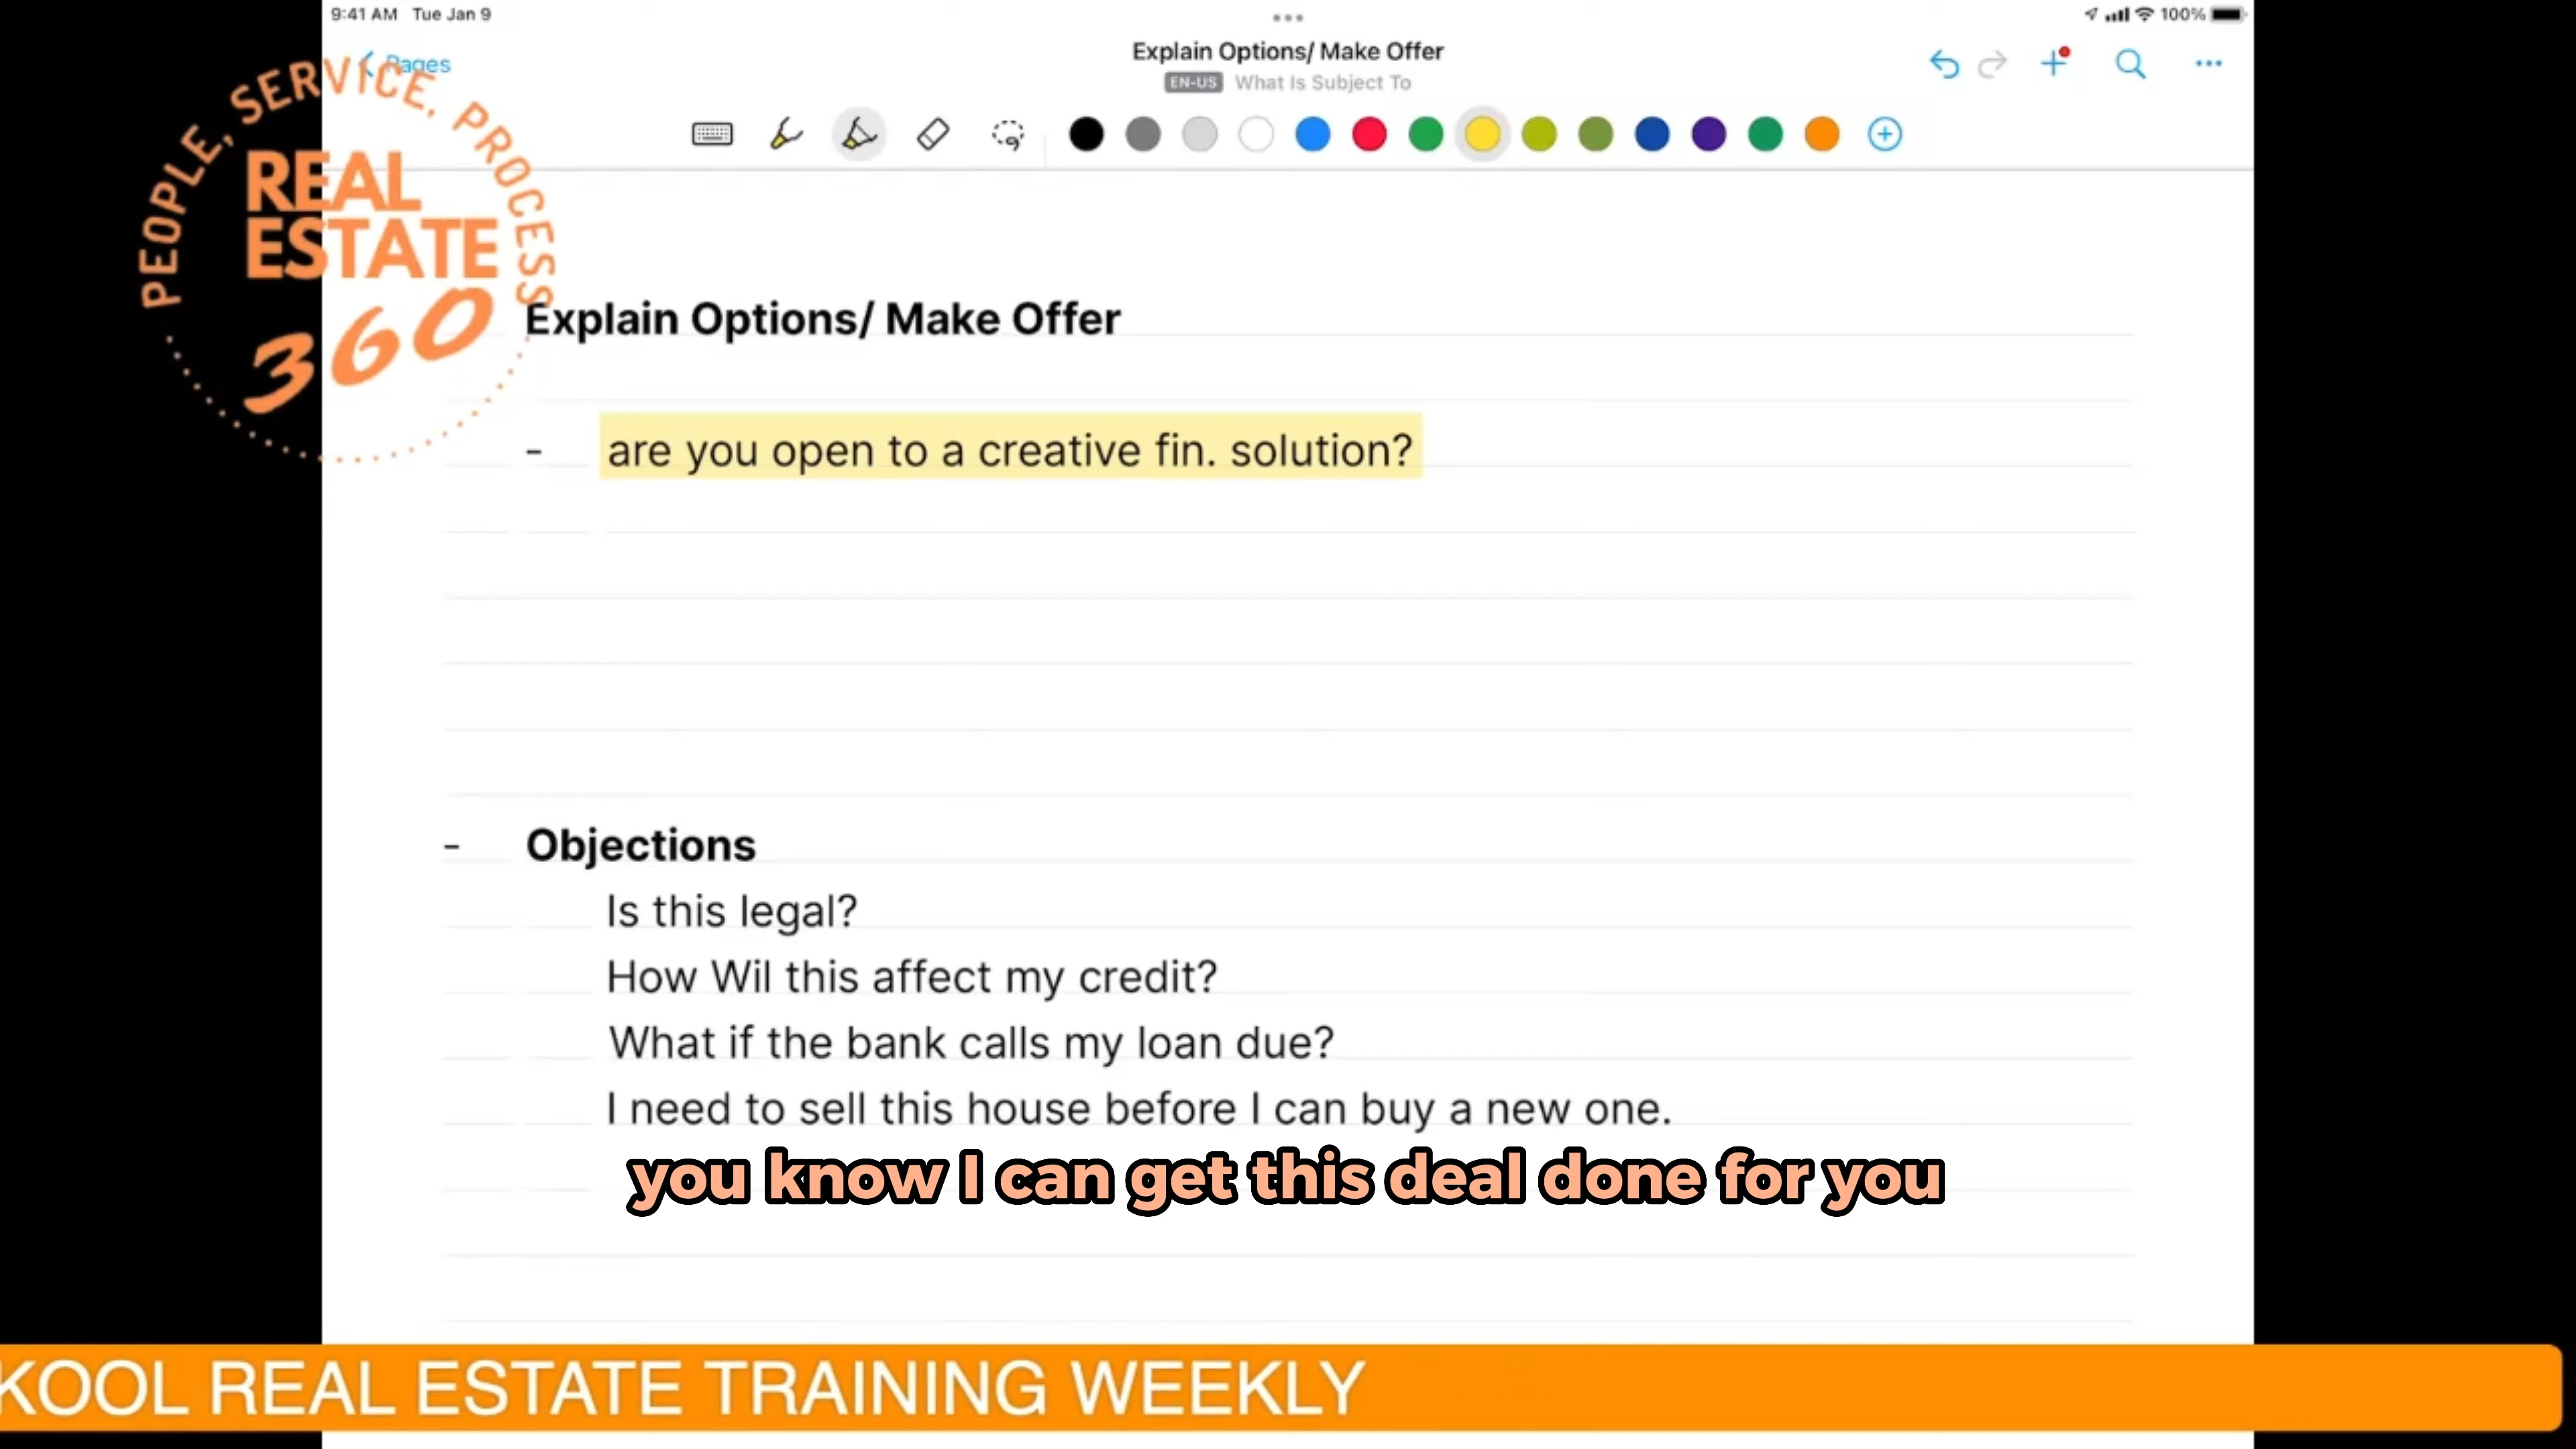 9:41 AM Tue Jan 9
100%
Pages
Explain Options/ Make Offer
EN-US What Is Subject To
PEOPLE, SERVICE, PROCESS
REAL
ESTATE
360
Explain Options/ Make Offer
- are you open to a creative fin. solution?
- Objections
Is this legal?
How Wil this affect my credit?
What if the bank calls my loan due?
I need to sell this house before I can buy a new one.
you know I can get this deal done for you
KOOL REAL ESTATE TRAINING WEEKLY